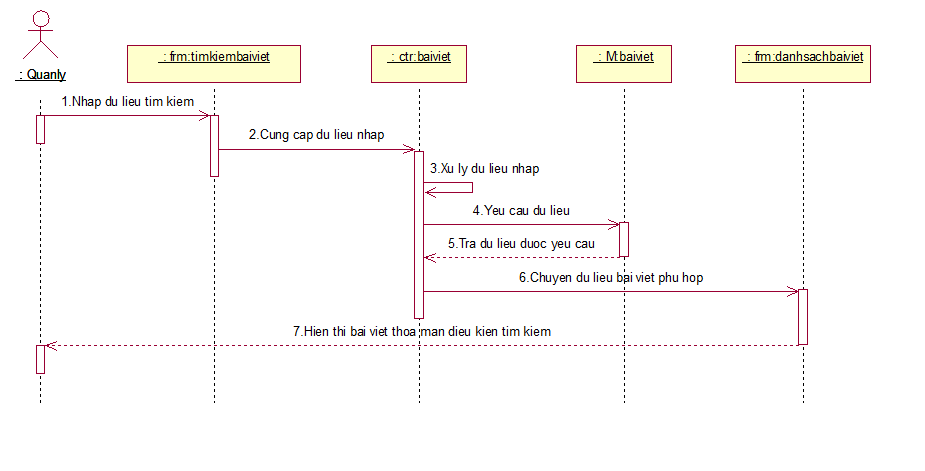 : Quanly
: frm:timkiembaiviet
: ctr:baiviet
: M:baiviet
: frm:danhsachbaiviet
1.Nhap du lieu tim kiem
2.Cung cap du lieu nhap
3.Xu ly du lieu nhap
4.Yeu cau du lieu
5.Tra du lieu duoc yeu cau
6.Chuyen du lieu bai viet phu hop
7.Hien thi bai viet thoa man dieu kien tim kiem